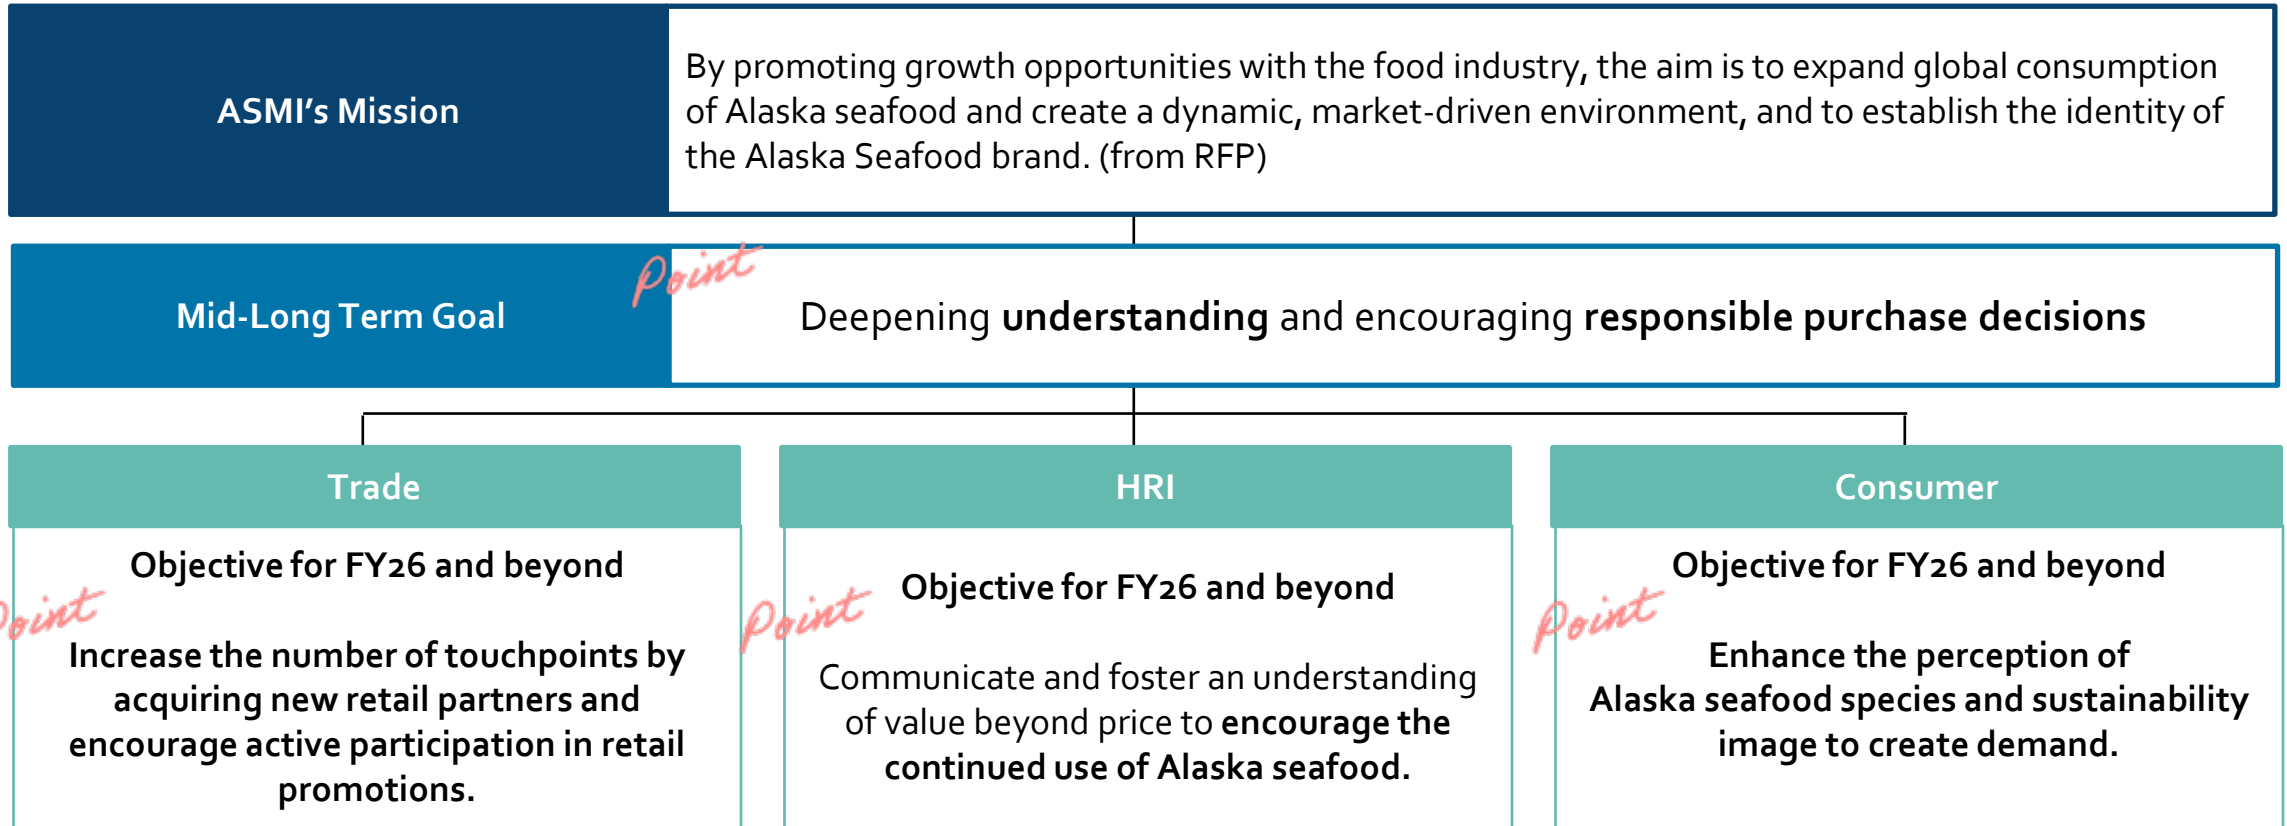 ASMI's Mission
By promoting growth opportunities with the food industry, the aim is to expand global consumption
of Alaska seafood and create a dynamic, market-driven environment, and to establish the identity of
the Alaska Seafood brand. (from RFP)
Mid-Long Term Goal
Point
Deepening understanding and encouraging responsible purchase decisions
Trade
Objective for FY26 and beyond
Point
Increase the number of touchpoints by
acquiring new retail partners and
encourage active participation in retail
promotions.
HRI
Objective for FY26 and beyond
Point
Communicate and foster an understanding
of value beyond price to encourage the
continued use of Alaska seafood.
Consumer
Objective for FY26 and beyond
Point
Enhance the perception of
Alaska seafood species and sustainability
image to create demand.